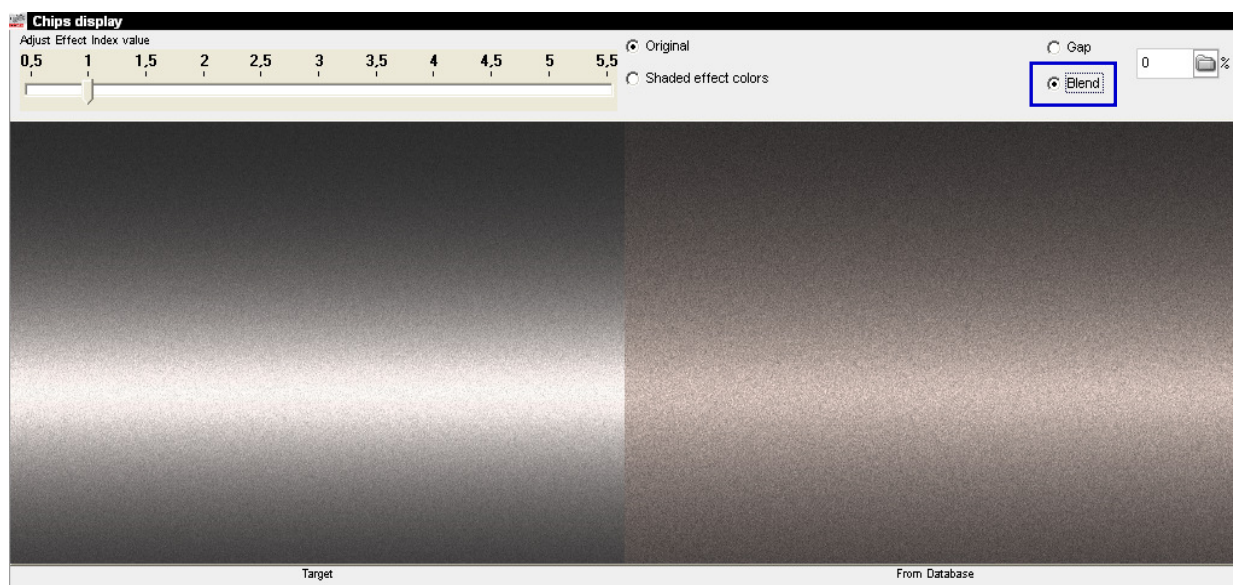 Chips display
Adjust Effect Index value
0,5 1 1,5 2 2,5 3 3,5 4 4,5 5 5,5
Original
Shaded effect colors
Gap
Blend
0 %
Target
From Database